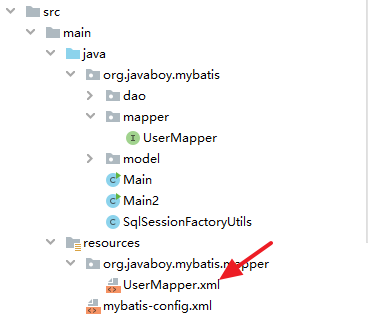 src
main
java
org.javaboy.mybatis
dao
mapper
UserMapper
model
Main
Main2
SqlSessionFactoryUtils
resources
org.javaboy.mybatis.mapper
UserMapper.xml
mybatis-config.xml